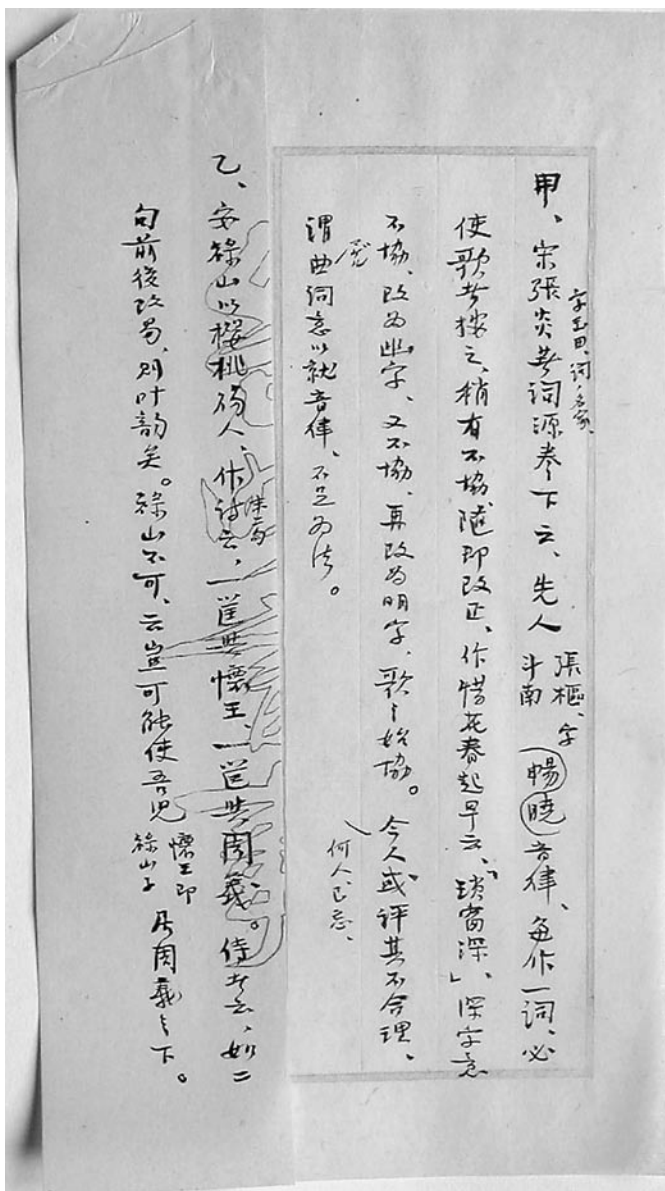 甲、宋張炎著詞源卷下云、先人張樞、字斗南曉暢音律、每作一詞、必
字玉田、詞名家、
使歌者按之、稍有不協、隨即改正、作惜花春起早云、「瑣窗深」、深字意
不協、改為幽字、又不協、再改為明字、歌之始協。今人或評其不合理、
何人、已忘、
謂曲詞意以就音律、不足為法。
乙、安祿山以櫻桃賜人、作詩云、一筐與懷王、一筐與周義。侍者云、如二
句前後改易、則叶韵矣。祿山不可、云豈可能使吾兒懷王即祿山子居周義之下。